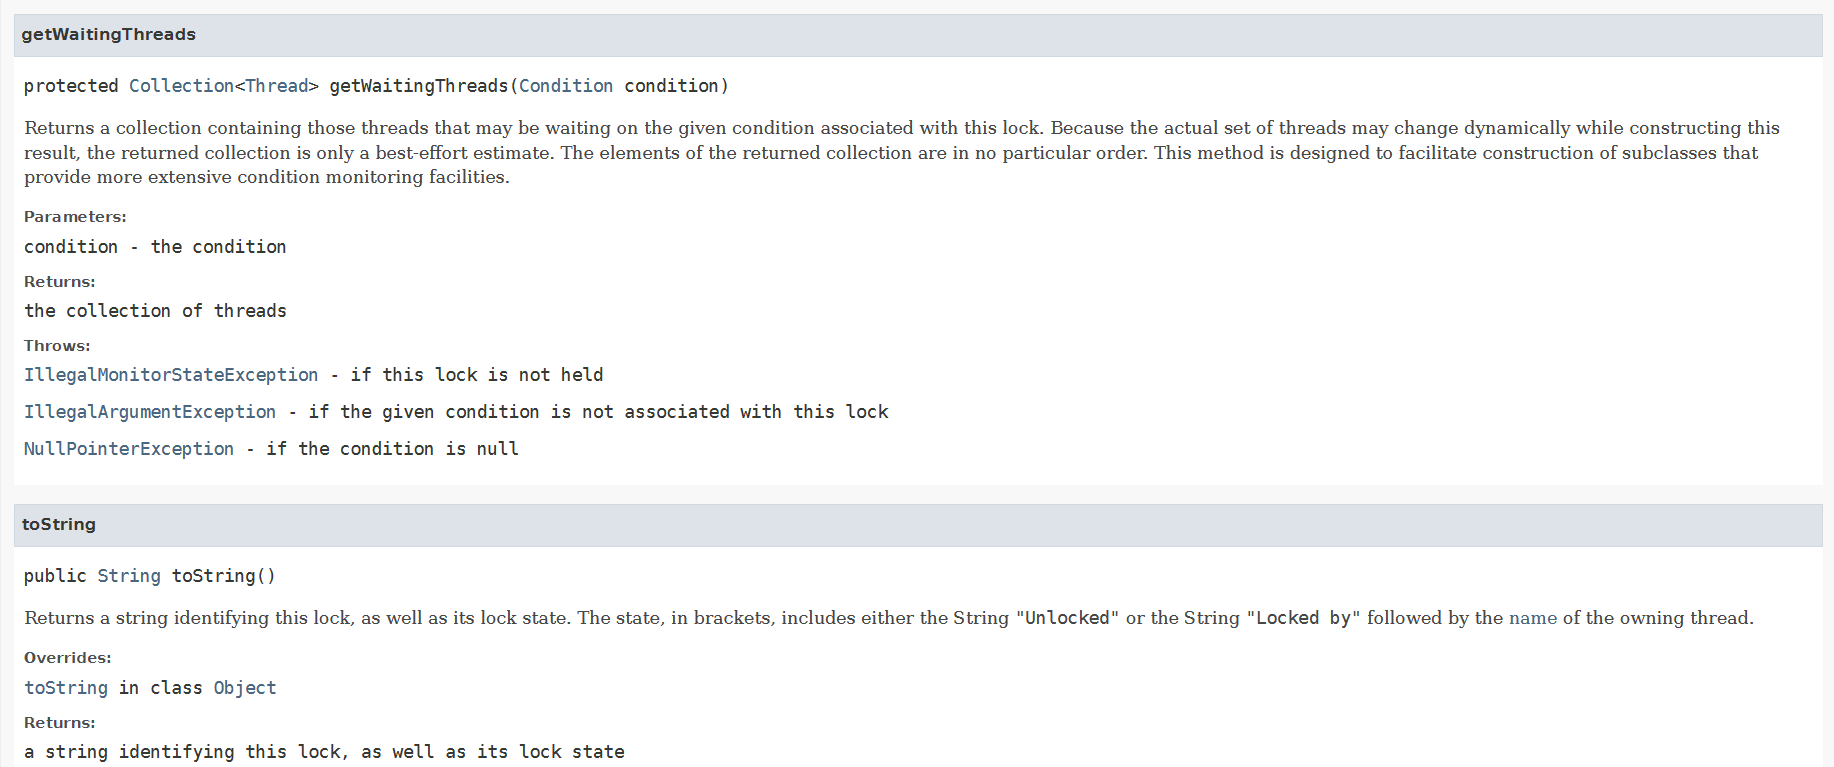 getWaitingThreads
protected Collection<Thread> getWaitingThreads(Condition condition)
Returns a collection containing those threads that may be waiting on the given condition associated with this lock. Because the actual set of threads may change dynamically while constructing this
result, the returned collection is only a best-effort estimate. The elements of the returned collection are in no particular order. This method is designed to facilitate construction of subclasses that
provide more extensive condition monitoring facilities.
Parameters:
condition - the condition
Returns:
the collection of threads
Throws:
IllegalMonitorStateException - if this lock is not held
IllegalArgumentException - if the given condition is not associated with this lock
NullPointerException - if the condition is null
toString
public String toString()
Returns a string identifying this lock, as well as its lock state. The state, in brackets, includes either the String "Unlocked" or the String "Locked by" followed by the name of the owning thread.
Overrides:
toString in class Object
Returns:
a string identifying this lock, as well as its lock state